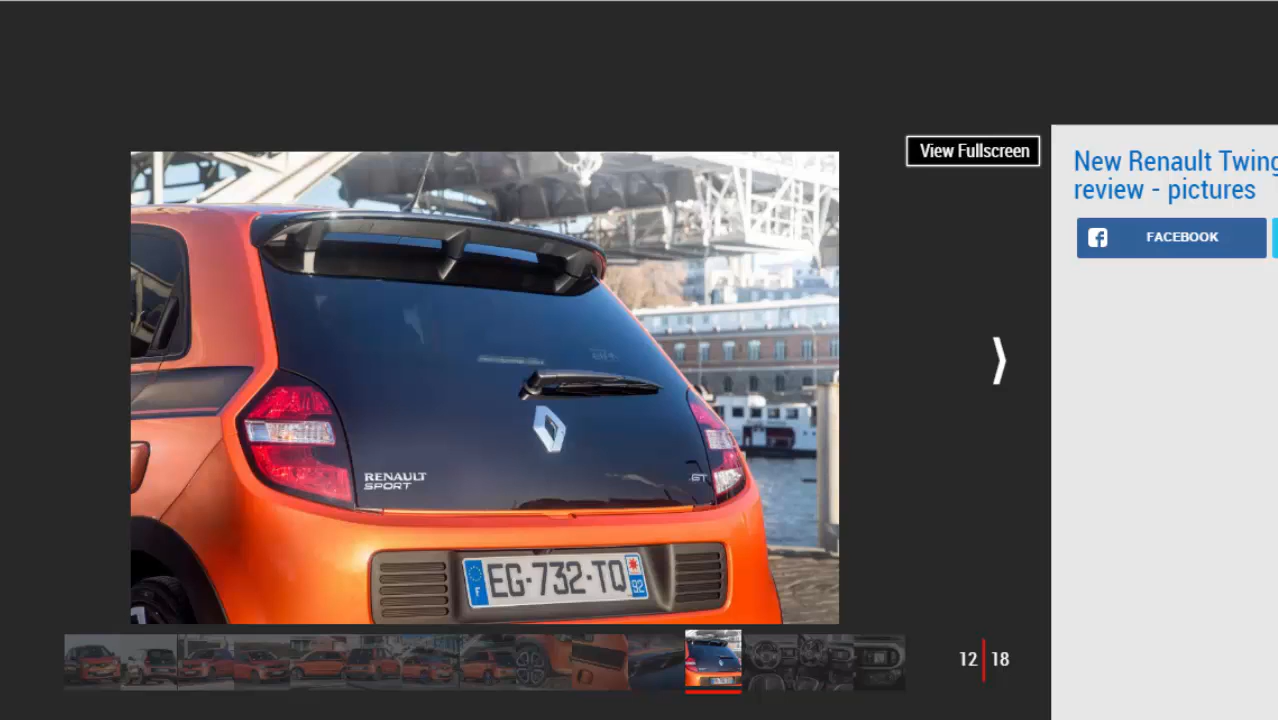 View Fullscreen
New Renault Twing
review - pictures
FACEBOOK
RENAULT
SPORT
GT
EG-732-TQ
F
92
12 18